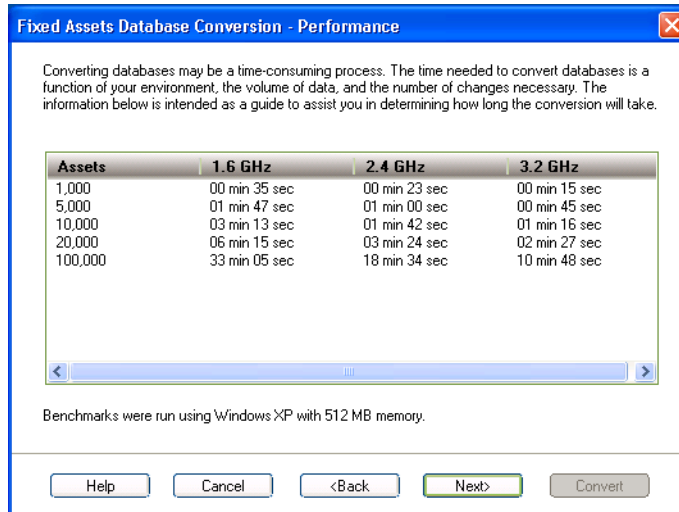 Fixed Assets Database Conversion - Performance
Converting databases may be a time-consuming process. The time needed to convert databases is a
function of your environment, the volume of data, and the number of changes necessary. The
information below is intended as a guide to assist you in determining how long the conversion will take.
Assets 1.6 GHz 2.4 GHz 3.2 GHz
1,000 00 min 35 sec 00 min 23 sec 00 min 15 sec
5,000 01 min 47 sec 01 min 00 sec 00 min 45 sec
10,000 03 min 13 sec 01 min 42 sec 01 min 16 sec
20,000 06 min 15 sec 03 min 24 sec 02 min 27 sec
100,000 33 min 05 sec 18 min 34 sec 10 min 48 sec
Benchmarks were run using Windows XP with 512 MB memory.
Help Cancel <Back Next> Convert